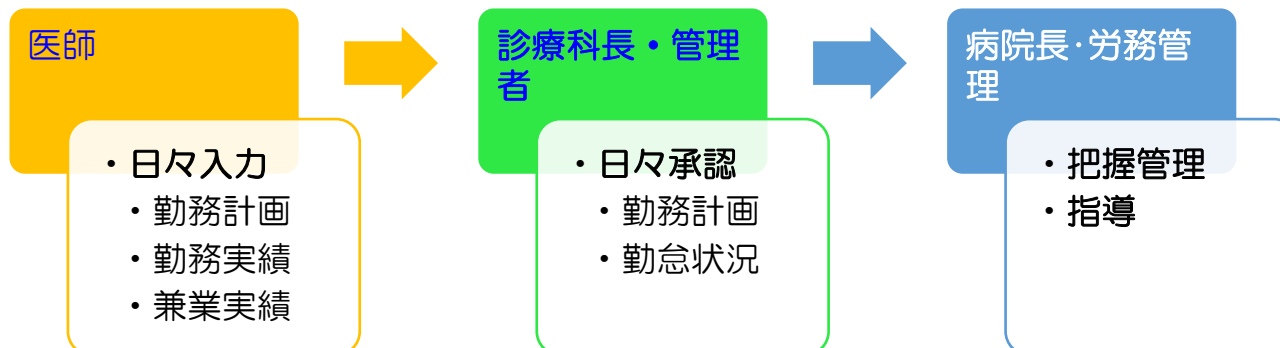 医師
・日々入力
・勤務計画
・勤務実績
・兼業実績
診療科長・管理
者
・日々承認
・勤務計画
・勤怠状況
病院長・労務管
理
・把握管理
・指導